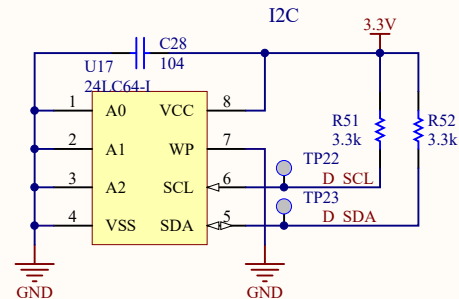 I2C
3.3V
C28
104
U17
24LC64-I
1 A0 VCC 8
2 A1 WP 7
3 A2 SCL 6
4 VSS SDA 5
R51
3.3k
R52
3.3k
TP22
D_SCL
TP23
D_SDA
GND
GND